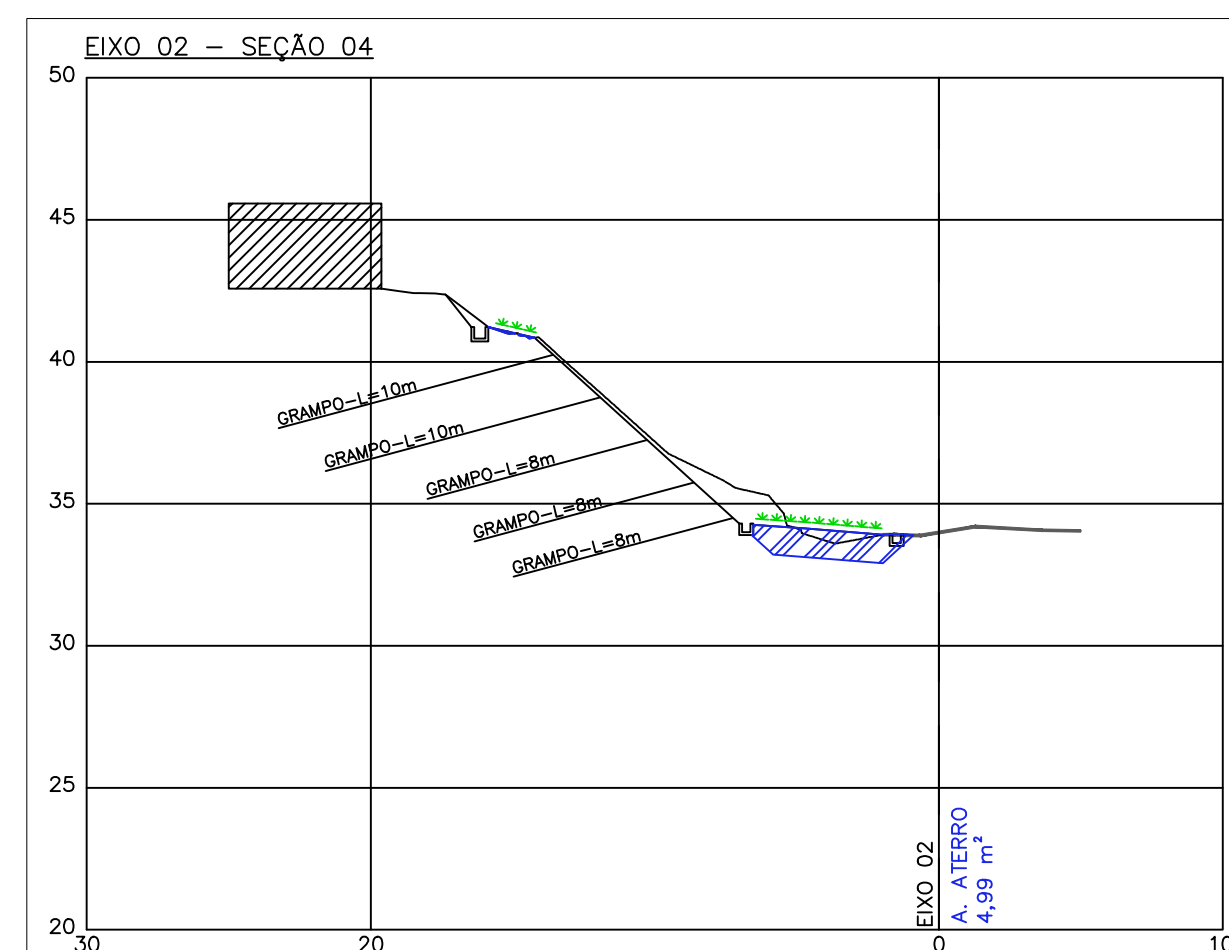 EIXO 02 - SEÇÃO 04
50
45
40
35
30
25
20
GRAMPO-L=10m
GRAMPO-L=10m
GRAMPO-L=8m
GRAMPO-L=8m
GRAMPO-L=8m
EIXO 02
A. ATERRO
4,99 m²
30
20
0
10